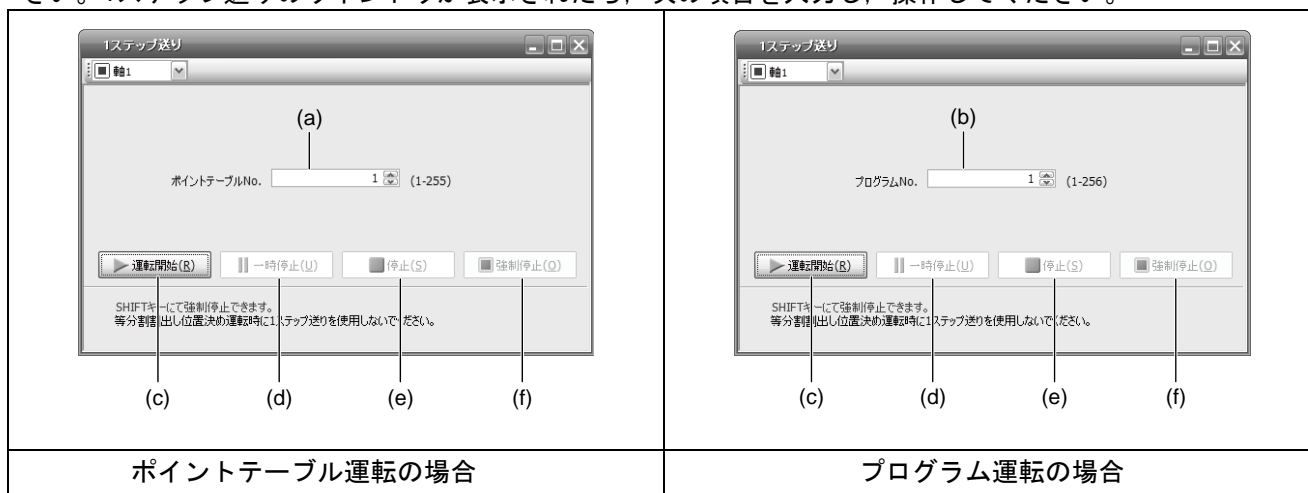 さい。1ステップ送りのウインドウが表示されたら，次の項目を入力し，操作してください。
1ステップ送り
軸1
(a)
ポイントテーブルNo. 1 (1-255)
運転開始(R) 一時停止(U) 停止(S) 強制停止(O)
SHIFTキーにて強制停止できます。
等分割割出し位置決め運転時に1ステップ送りを使用しないでください。
(c) (d) (e) (f)
ポイントテーブル運転の場合
1ステップ送り
軸1
(b)
プログラムNo. 1 (1-256)
運転開始(R) 一時停止(U) 停止(S) 強制停止(O)
SHIFTキーにて強制停止できます。
等分割割出し位置決め運転時に1ステップ送りを使用しないでください。
(c) (d) (e) (f)
プログラム運転の場合